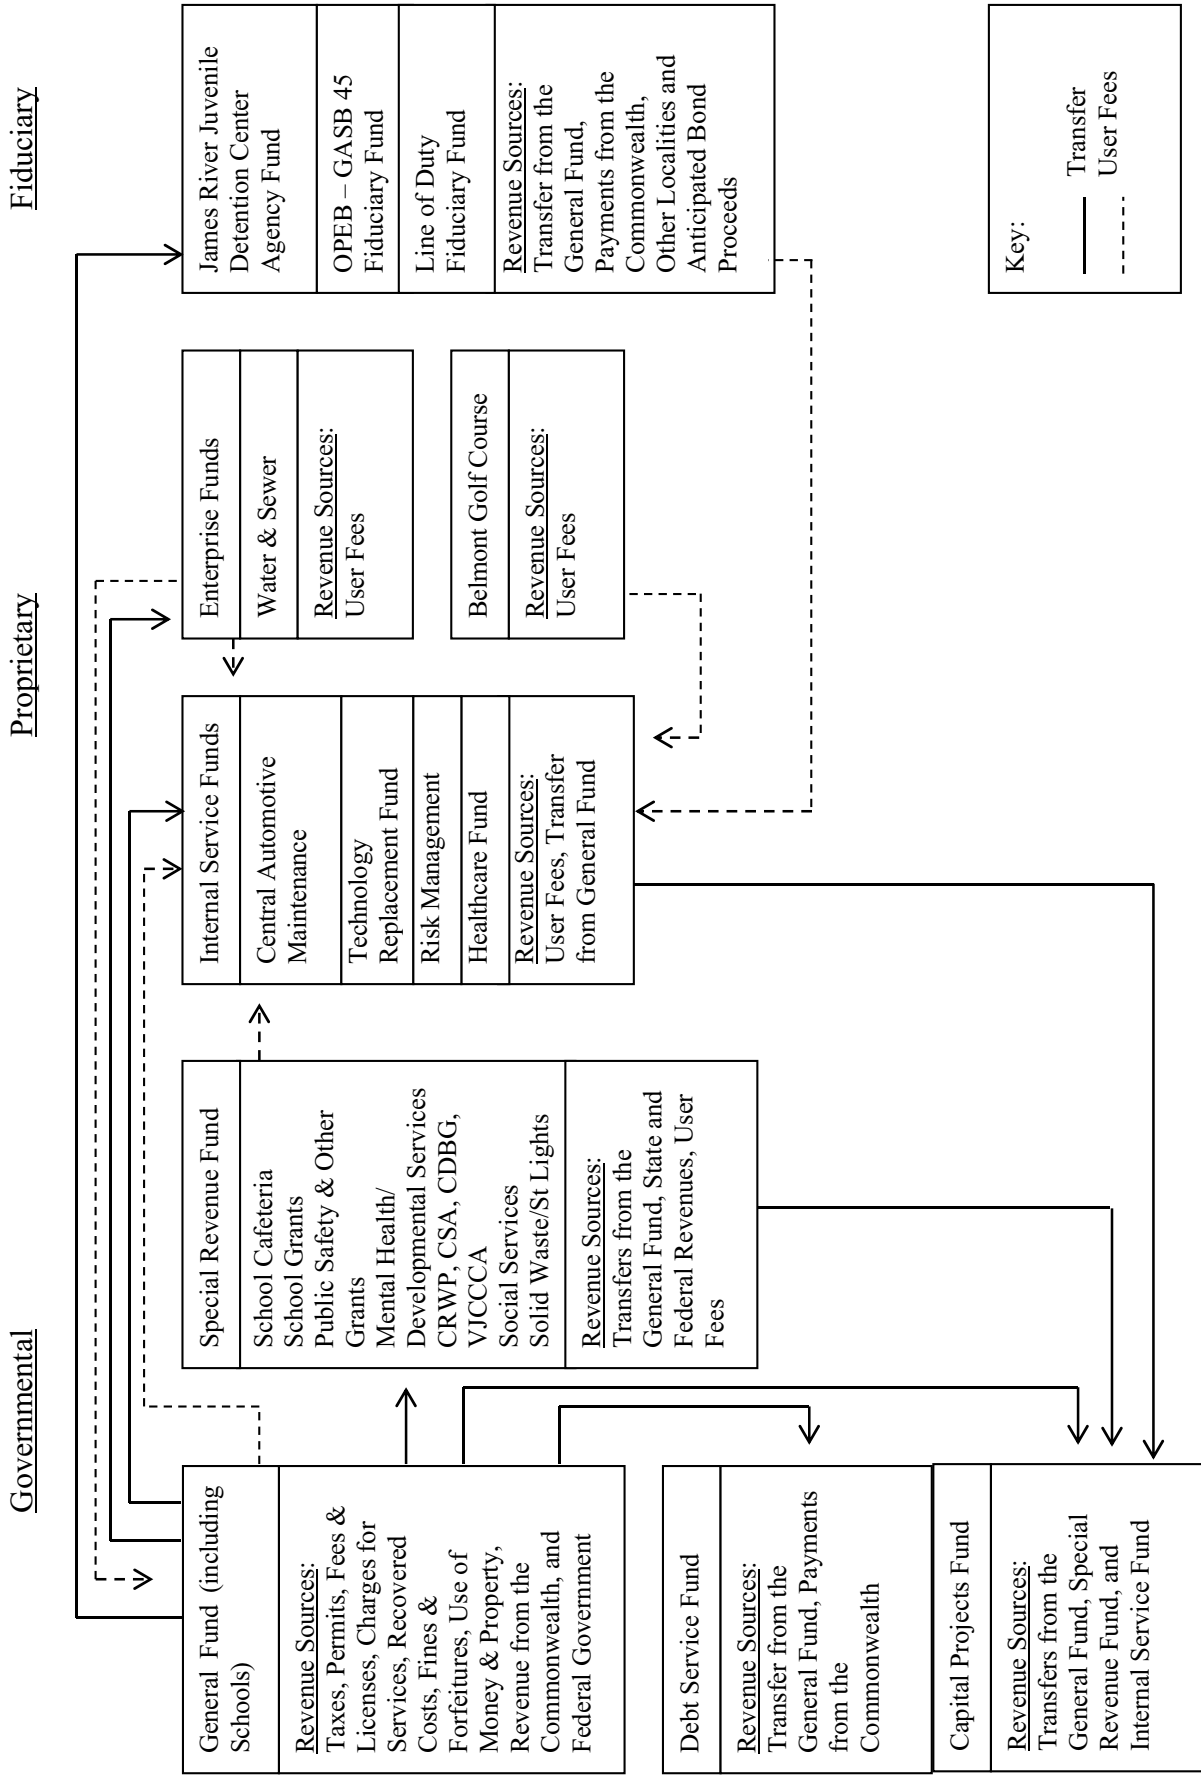 Governmental
Proprietary
Fiduciary
General Fund (including
Schools)
Revenue Sources:
Taxes, Permits, Fees &
Licenses, Charges for
Services, Recovered
Costs, Fines &
Forfeitures, Use of
Money & Property,
Revenue from the
Commonwealth, and
Federal Government
Debt Service Fund
Revenue Sources:
Transfer from the
General Fund, Payments
from the
Commonwealth
Capital Projects Fund
Revenue Sources:
Transfers from the
General Fund, Special
Revenue Fund, and
Internal Service Fund
Special Revenue Fund
School Cafeteria
School Grants
Public Safety & Other
Grants
Mental Health/
Developmental Services
CRWP, CSA, CDBG,
VJCCCA
Social Services
Solid Waste/St Lights
Revenue Sources:
Transfers from the
General Fund, State and
Federal Revenues, User
Fees
Internal Service Funds
Central Automotive
Maintenance
Technology
Replacement Fund
Risk Management
Healthcare Fund
Revenue Sources:
User Fees, Transfer
from General Fund
Enterprise Funds
Water & Sewer
Revenue Sources:
User Fees
Belmont Golf Course
Revenue Sources:
User Fees
James River Juvenile
Detention Center
Agency Fund
OPEB – GASB 45
Fiduciary Fund
Line of Duty
Fiduciary Fund
Revenue Sources:
Transfer from the
General Fund,
Payments from the
Commonwealth,
Other Localities and
Anticipated Bond
Proceeds
Key:
Transfer
User Fees